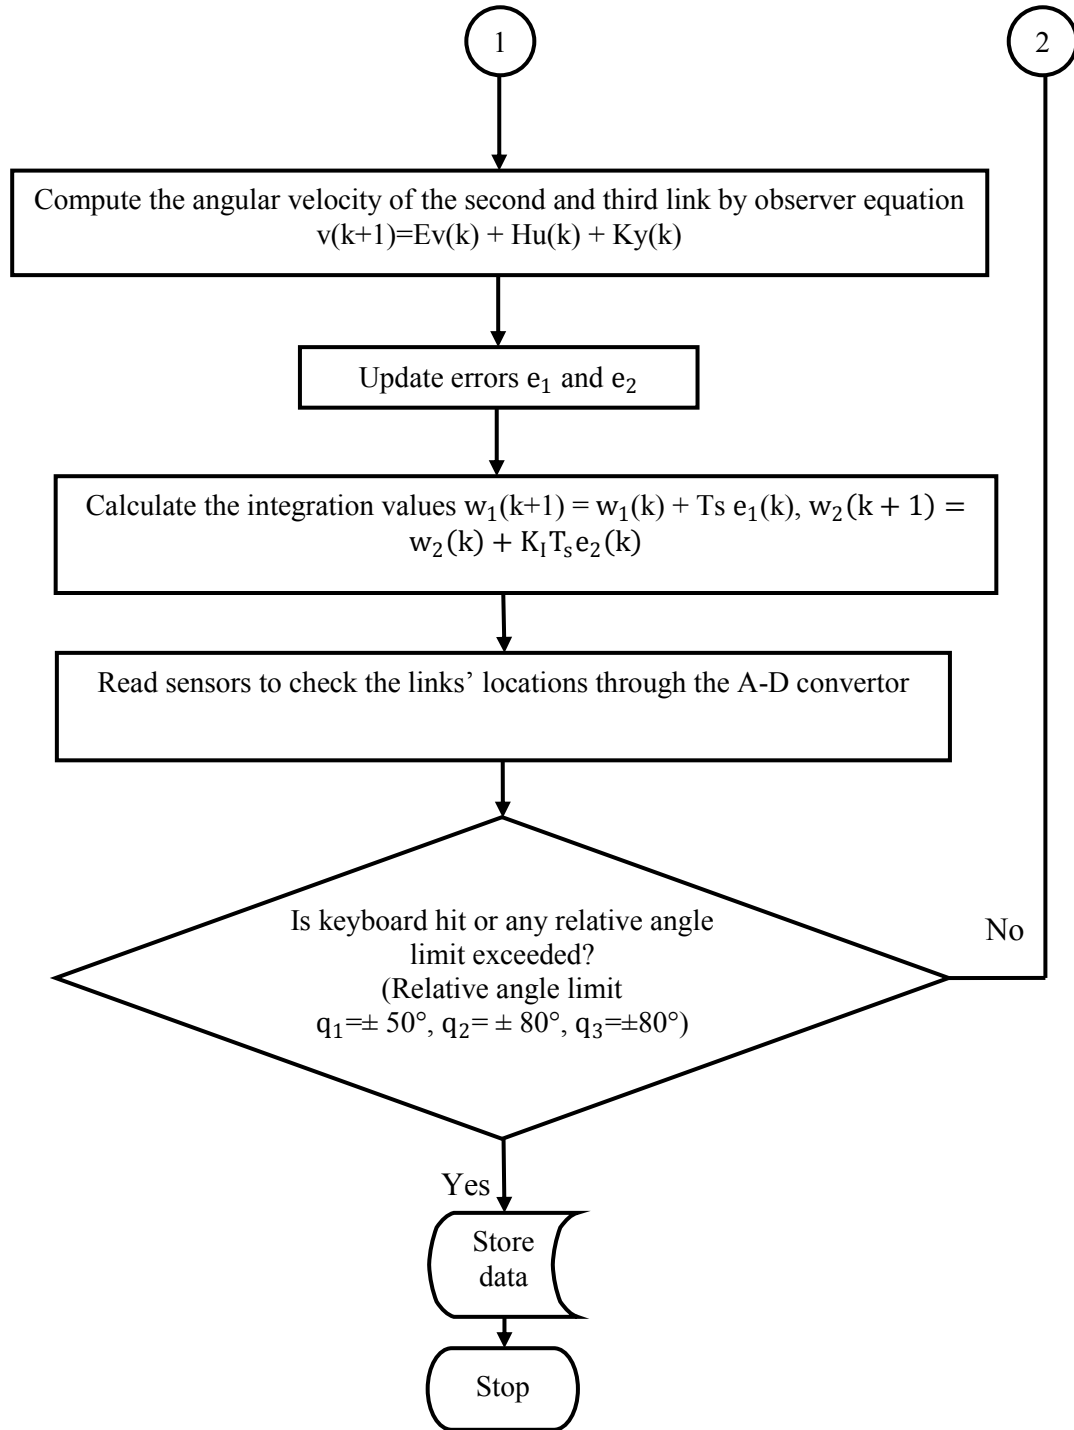 1
2
Compute the angular velocity of the second and third link by observer equation
v(k+1)=Ev(k) + Hu(k) + Ky(k)
Update errors e₁ and e₂
Calculate the integration values w₁(k+1) = w₁(k) + Ts e₁(k), w₂(k + 1) =
w₂(k) + K_IT_se₂(k)
Read sensors to check the links’ locations through the A-D convertor
Is keyboard hit or any relative angle
limit exceeded?
(Relative angle limit
q₁=± 50°, q₂= ± 80°, q₃=±80°)
No
Yes
Store
data
Stop